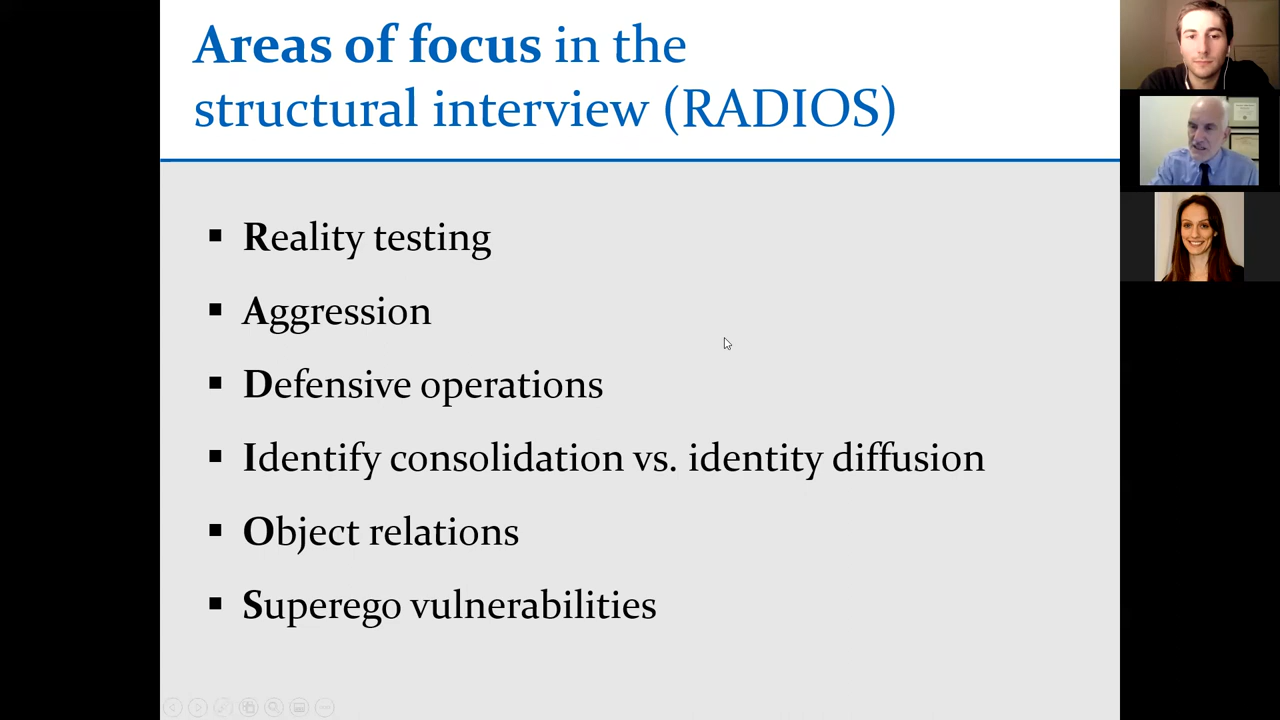 Areas of focus in the
structural interview (RADIOS)
▪ Reality testing
▪ Aggression
▪ Defensive operations
▪ Identify consolidation vs. identity diffusion
▪ Object relations
▪ Superego vulnerabilities